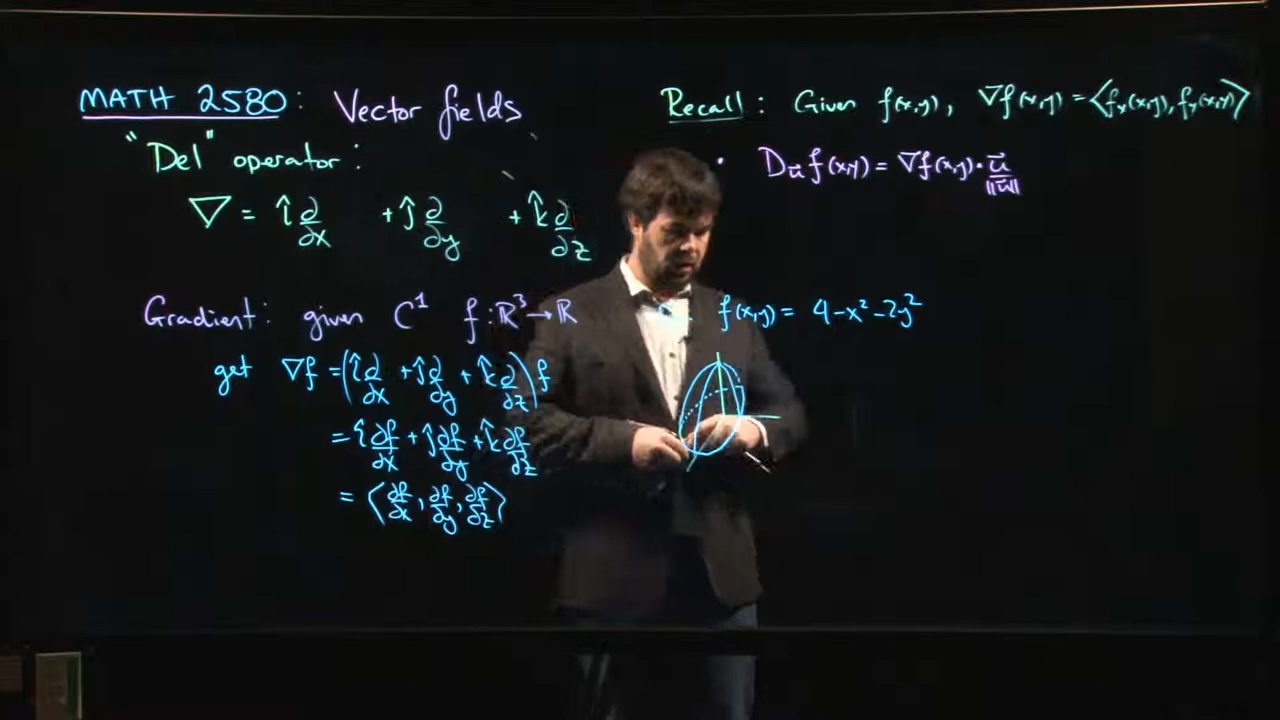 MATH 2580: Vector fields
"Del" operator:
∇ = î ∂/∂x + ĵ ∂/∂y + k̂ ∂/∂z
Gradient: given C¹ f: ℝ³→ℝ
get ∇f = (î ∂/∂x + ĵ ∂/∂y + k̂ ∂/∂z) f
= î ∂f/∂x + ĵ ∂f/∂y + k̂ ∂f/∂z
= ⟨∂f/∂x, ∂f/∂y, ∂f/∂z⟩
Recall: Given f(x,y), ∇f(x,y) = ⟨fx(x,y), fy(x,y)⟩
• Du⃗ f(x,y) = ∇f(x,y)·u⃗/||u⃗||
f(x,y) = 4-x²-2y²